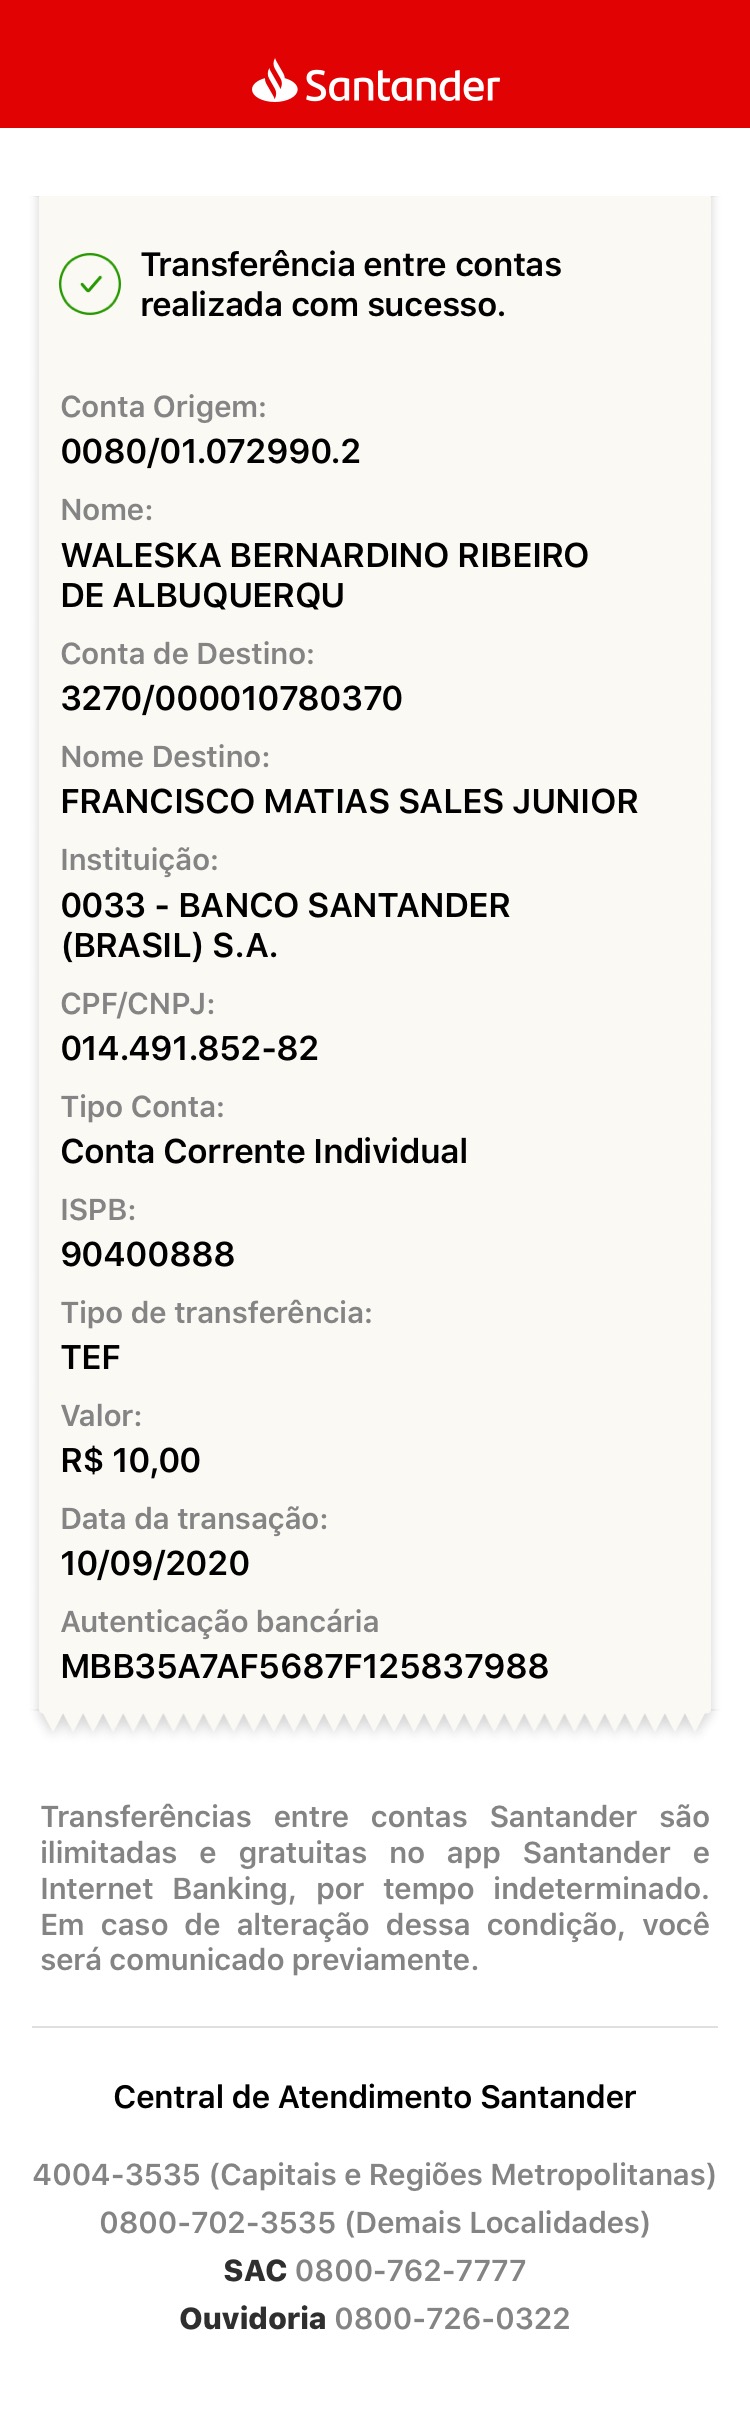 Santander
Transferência entre contas
realizada com sucesso.
Conta Origem:
0080/01.072990.2
Nome:
WALESKA BERNARDINO RIBEIRO
DE ALBUQUERQU
Conta de Destino:
3270/000010780370
Nome Destino:
FRANCISCO MATIAS SALES JUNIOR
Instituição:
0033 - BANCO SANTANDER
(BRASIL) S.A.
CPF/CNPJ:
014.491.852-82
Tipo Conta:
Conta Corrente Individual
ISPB:
90400888
Tipo de transferência:
TEF
Valor:
R$ 10,00
Data da transação:
10/09/2020
Autenticação bancária
MBB35A7AF5687F125837988
Transferências entre contas Santander são
ilimitadas e gratuitas no app Santander e
Internet Banking, por tempo indeterminado.
Em caso de alteração dessa condição, você
será comunicado previamente.
Central de Atendimento Santander
4004-3535 (Capitais e Regiões Metropolitanas)
0800-702-3535 (Demais Localidades)
SAC 0800-762-7777
Ouvidoria 0800-726-0322